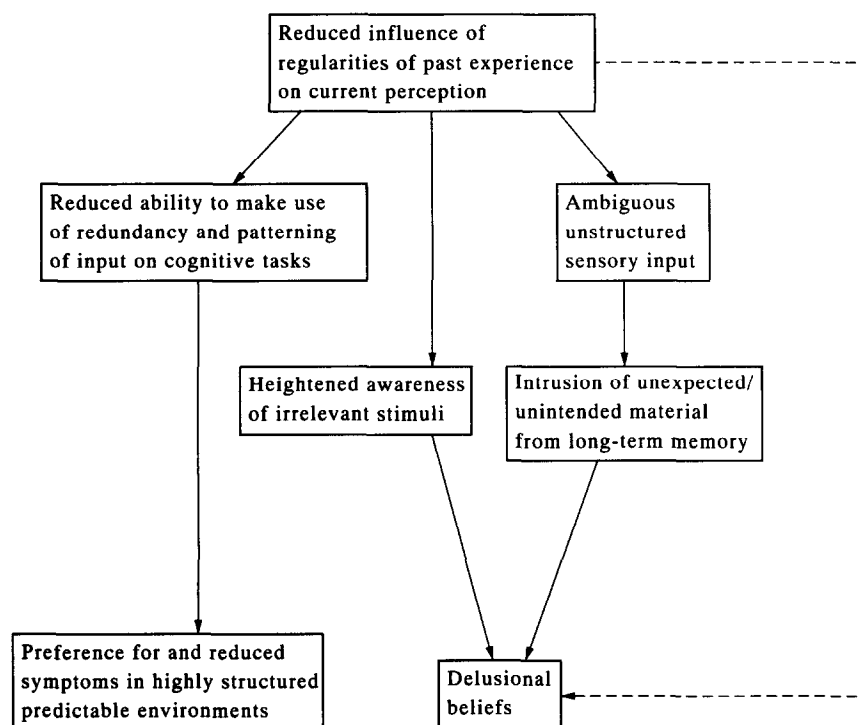 Reduced influence of
regularities of past experience
on current perception
Reduced ability to make use
of redundancy and patterning
of input on cognitive tasks
Ambiguous
unstructured
sensory input
Heightened awareness
of irrelevant stimuli
Intrusion of unexpected/
unintended material
from long-term memory
Preference for and reduced
symptoms in highly structured
predictable environments
Delusional
beliefs